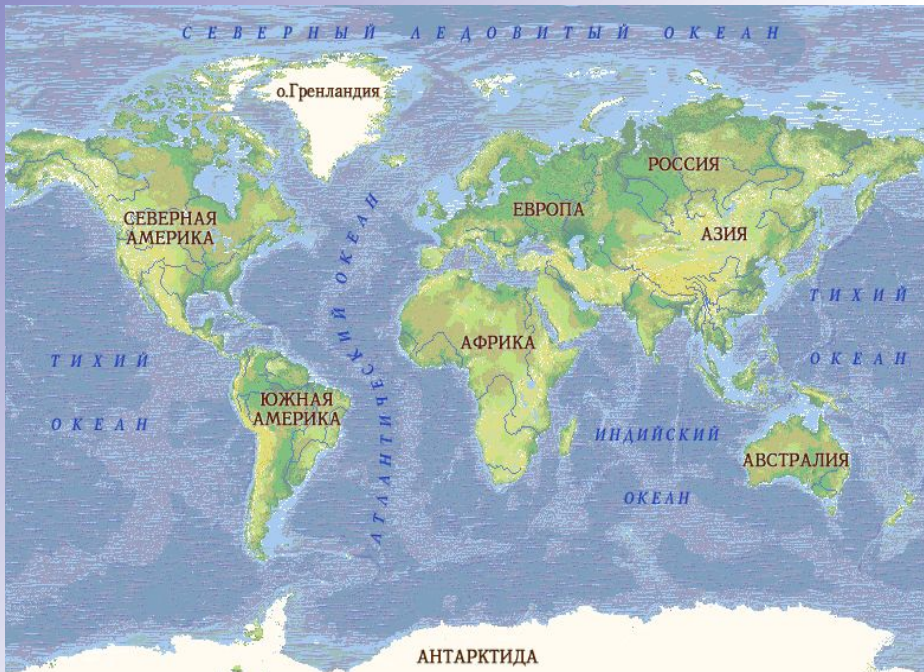 СЕВЕРНЫЙ ЛЕДОВИТЫЙ ОКЕАН
о.Гренландия
РОССИЯ
ЕВРОПА
СЕВЕРНАЯ
АМЕРИКА
АЗИЯ
АТЛАНТИЧЕСКИЙ ОКЕАН
ТИХИЙ
ОКЕАН
АФРИКА
ТИХИЙ
ОКЕАН
ЮЖНАЯ
АМЕРИКА
ИНДИЙСКИЙ
ОКЕАН
АВСТРАЛИЯ
АНТАРКТИДА